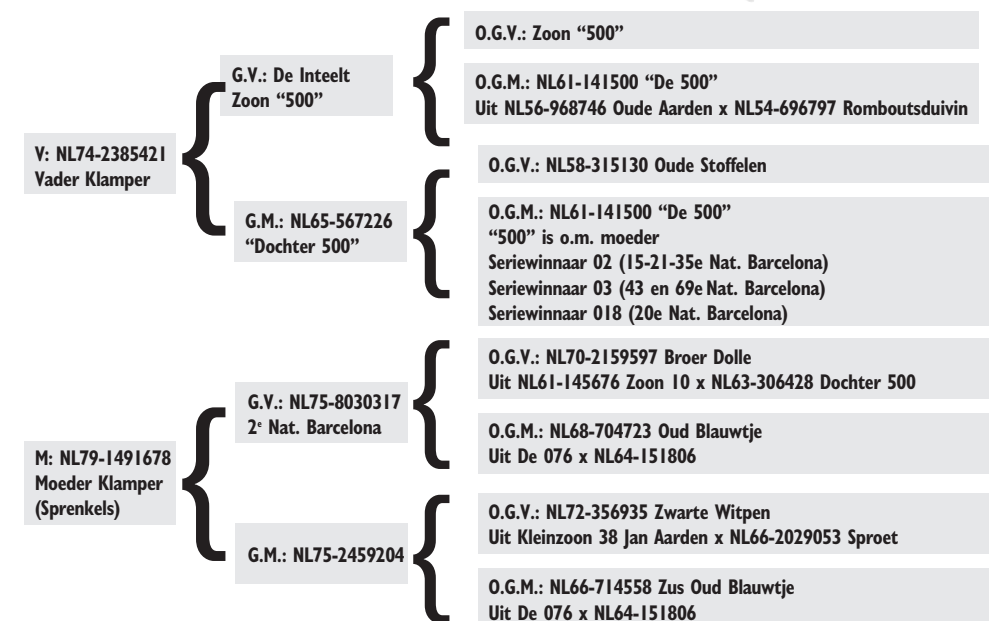 V: NL74-2385421
Vader Klamper
G.V.: De Inteelt
Zoon “500”
O.G.V.: Zoon “500”
O.G.M.: NL61-141500 “De 500”
Uit NL56-968746 Oude Aarden x NL54-696797 Romboutsduivin
G.M.: NL65-567226
“Dochter 500”
O.G.V.: NL58-315130 Oude Stoffelen
O.G.M.: NL61-141500 “De 500”
“500” is o.m. moeder
Seriewinnaar 02 (15-21-35e Nat. Barcelona)
Seriewinnaar 03 (43 en 69e Nat. Barcelona)
Seriewinnaar 018 (20e Nat. Barcelona)
M: NL79-1491678
Moeder Klamper
(Sprenkels)
G.V.: NL75-8030317
2e Nat. Barcelona
O.G.V.: NL70-2159597 Broer Dolle
Uit NL61-145676 Zoon 10 x NL63-306428 Dochter 500
O.G.M.: NL68-704723 Oud Blauwtje
Uit De 076 x NL64-151806
G.M.: NL75-2459204
O.G.V.: NL72-356935 Zwarte Witpen
Uit Kleinzoon 38 Jan Aarden x NL66-2029053 Sproet
O.G.M.: NL66-714558 Zus Oud Blauwtje
Uit De 076 x NL64-151806